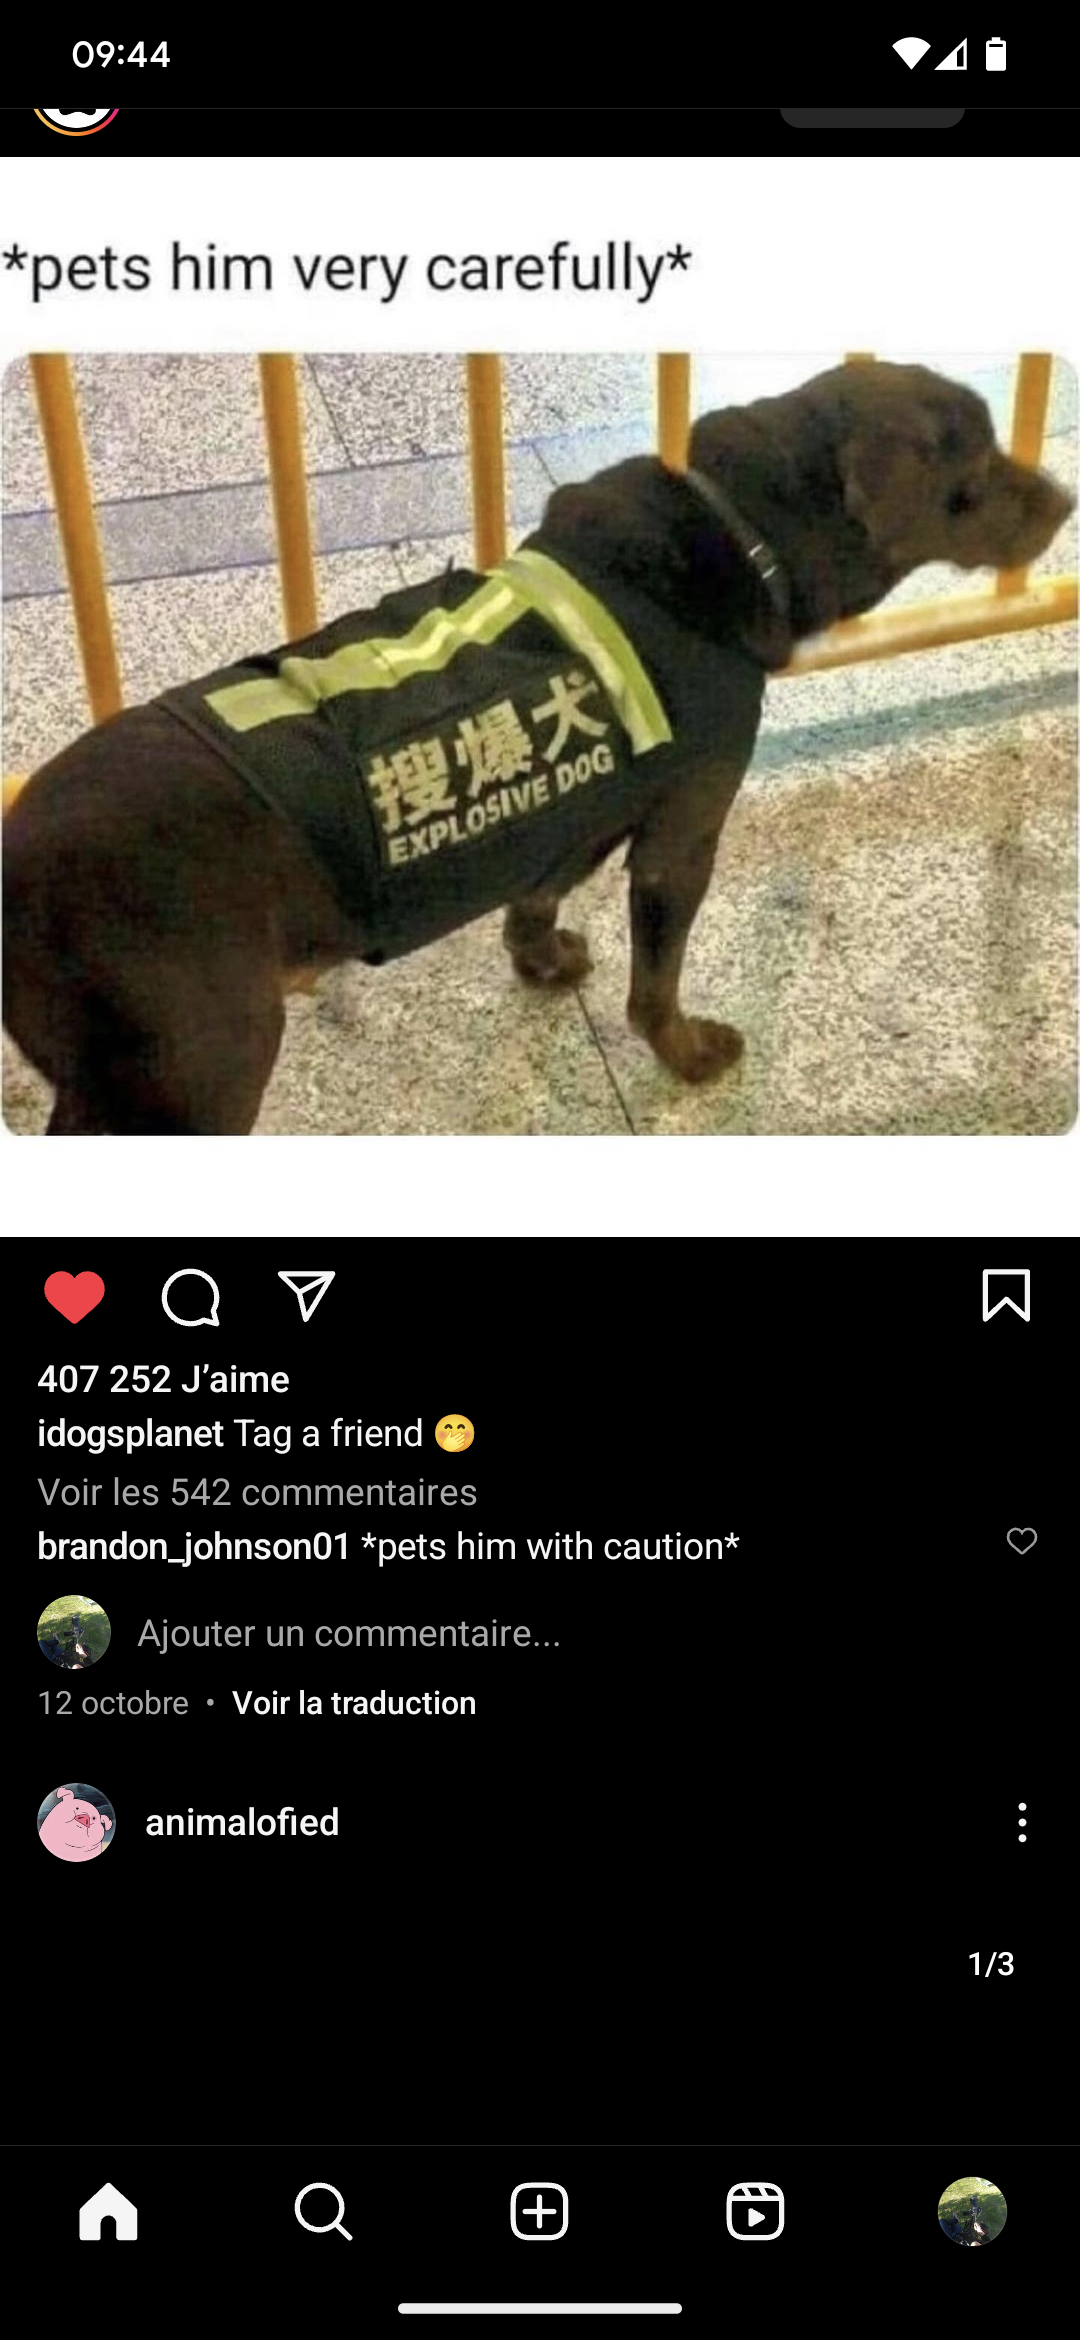 09:44
*pets him very carefully*
搜爆犬
EXPLOSIVE DOG
407 252 J’aime
idogsplanet Tag a friend 🤭
Voir les 542 commentaires
brandon_johnson01 *pets him with caution*
Ajouter un commentaire...
12 octobre • Voir la traduction
animalofied
1/3